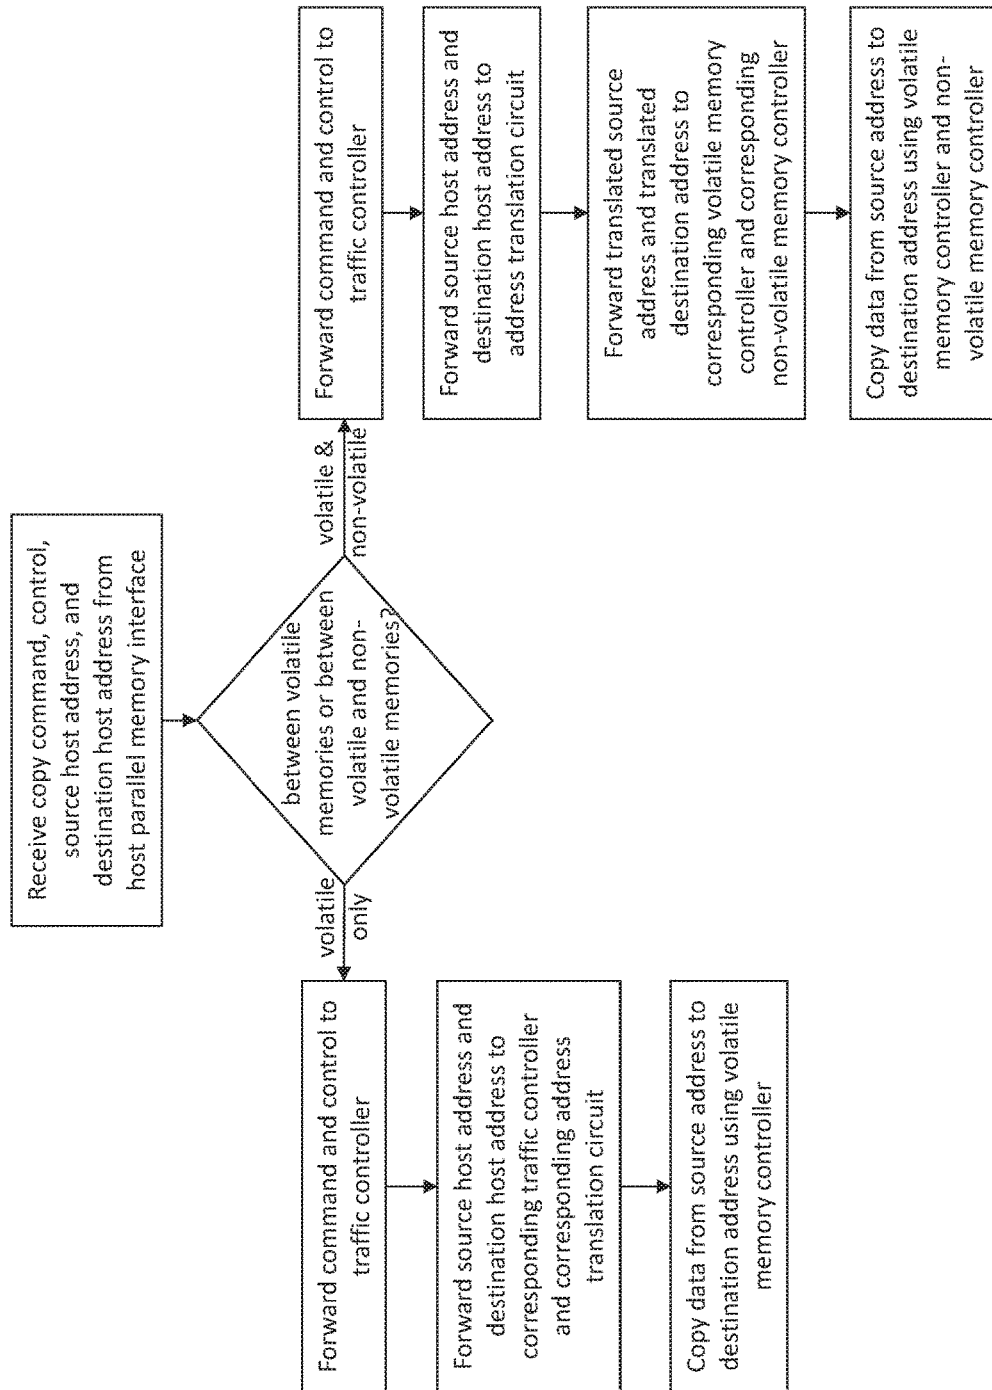 Receive copy command, control,
source host address, and
destination host address from
host parallel memory interface
between volatile
memories or between
volatile and non-
volatile memories?
volatile
only
volatile &
non-volatile
Forward command and control to
traffic controller
Forward source host address and
destination host address to
corresponding traffic controller
and corresponding address
translation circuit
Copy data from source address to
destination address using volatile
memory controller
Forward command and control to
traffic controller
Forward source host address and
destination host address to
address translation circuit
Forward translated source
address and translated
destination address to
corresponding volatile memory
controller and corresponding
non-volatile memory controller
Copy data from source address to
destination address using volatile
memory controller and non-
volatile memory controller